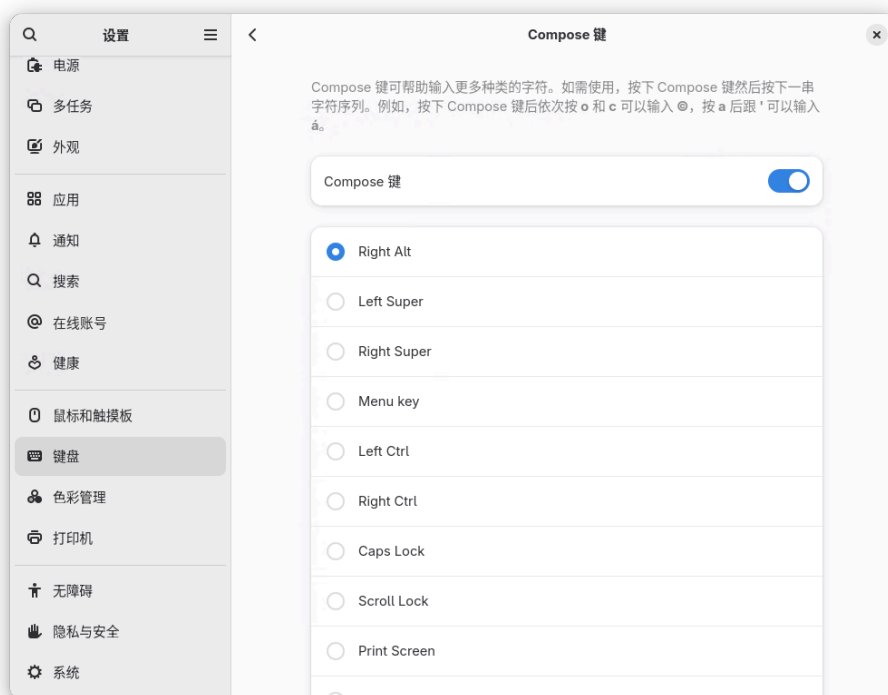 设置
电源
多任务
外观
应用
通知
搜索
在线账号
健康
鼠标和触摸板
键盘
色彩管理
打印机
无障碍
隐私与安全
系统
Compose 键
Compose 键可帮助输入更多种类的字符。如需使用，按下 Compose 键然后按下一串
字符序列。例如，按下 Compose 键后依次按 o 和 c 可以输入 ©，按 a 后跟 ' 可以输入
á。
Compose 键
Right Alt
Left Super
Right Super
Menu key
Left Ctrl
Right Ctrl
Caps Lock
Scroll Lock
Print Screen